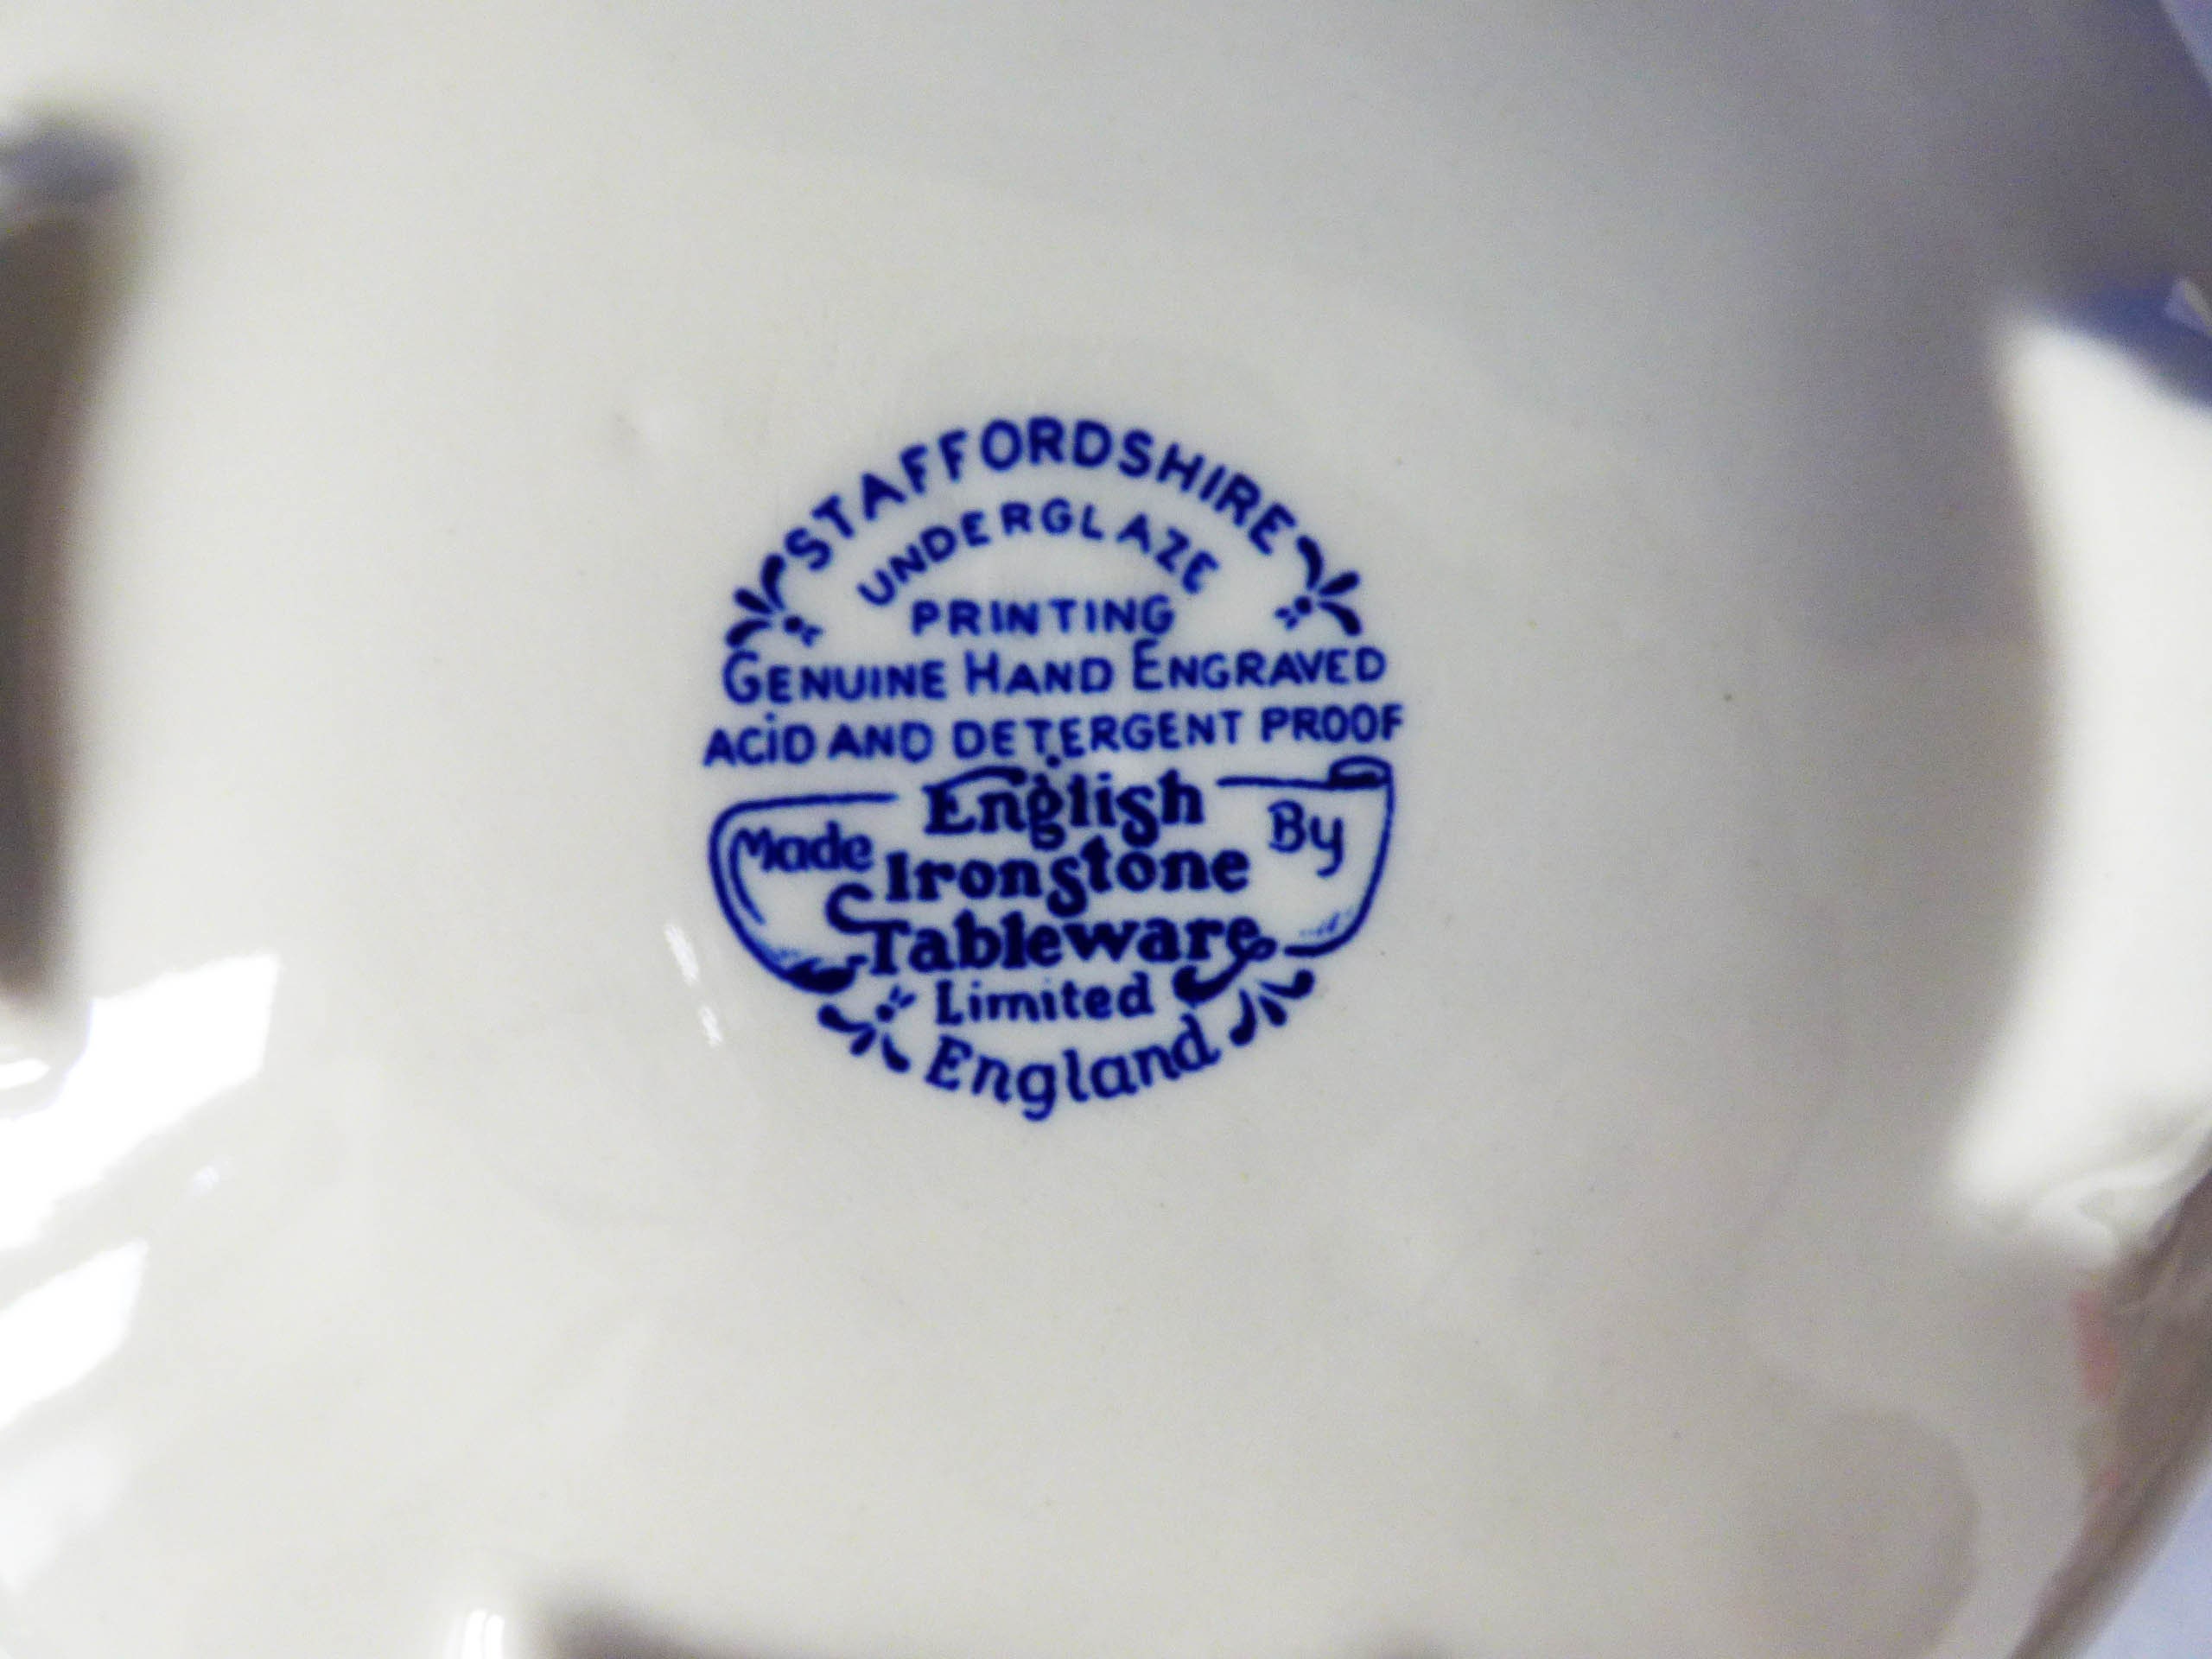 STAFFORDSHIRE
UNDERGLAZE
PRINTING
GENUINE HAND ENGRAVED
ACID AND DETERGENT PROOF
Made English By
Ironstone
Tableware
Limited
England